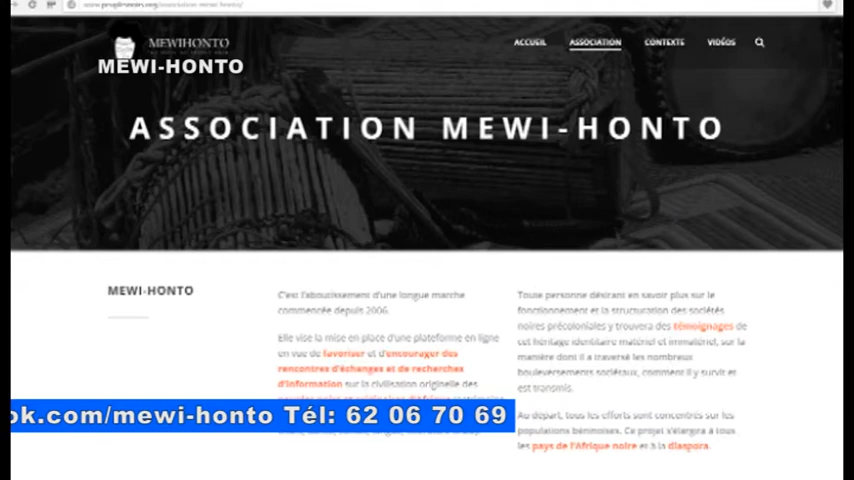 www.peuplesnoirs.org/association-mewi-honto/
MEWIHONTO
MEWI-HONTO
ACCUEIL
ASSOCIATION
CONTEXTE
VIDÉOS
ASSOCIATION MEWI-HONTO
MEWI-HONTO
C'est l'aboutissement d'une longue marche
commencée depuis 2006.
Elle vise la mise en place d'une plateforme en ligne
en vue de favoriser et d'encourager des
rencontres d'échanges et de recherches
d'information sur la civilisation originelle des
Toute personne désirant en savoir plus sur le
fonctionnement et la structuration des sociétés
noires précoloniales y trouvera des témoignages de
cet héritage identitaire matériel et immatériel, sur la
manière dont il a traversé les nombreux
bouleversements sociétaux, comment il y survit et
est transmis.
Au départ, tous les efforts sont concentrés sur les
populations béninoises. Ce projet s'élargira à tous
les pays de l'Afrique noire et à la diaspora.
ok.com/mewi-honto Tél: 62 06 70 69